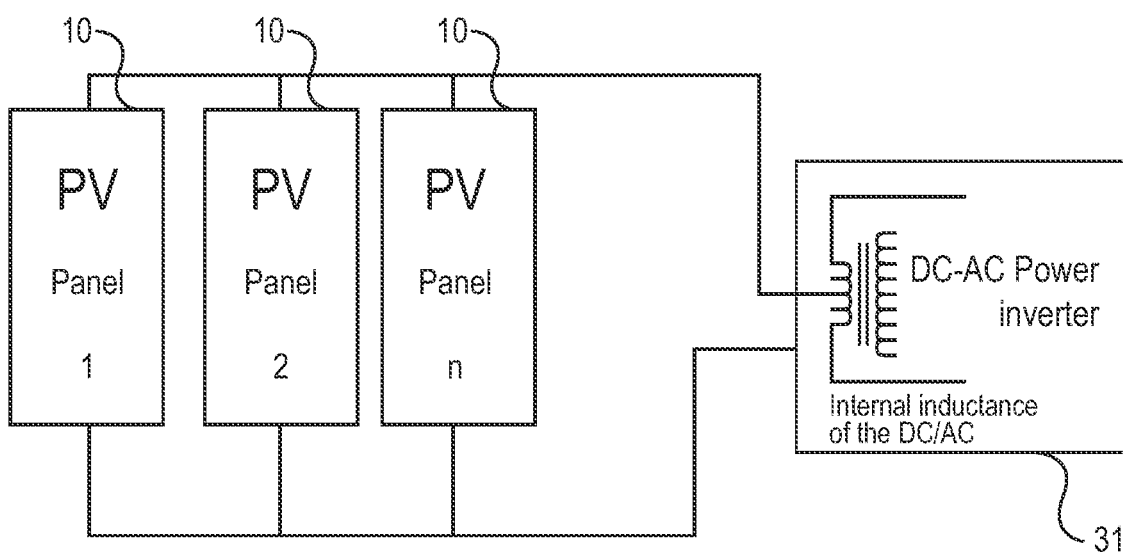 10
10
10
PV
Panel
1
PV
Panel
2
PV
Panel
n
DC-AC Power
inverter
Internal inductance
of the DC/AC
31